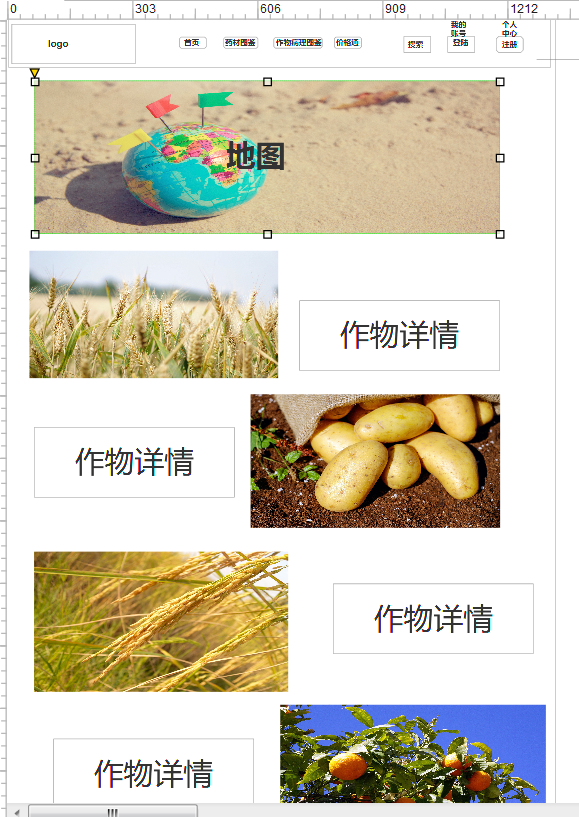 0 303 606 909 1212
logo
首页
药材图鉴
作物病理图鉴
价格适
搜索
我的
账号
登陆
个人
中心
注册
地图
作物详情
作物详情
作物详情
作物详情